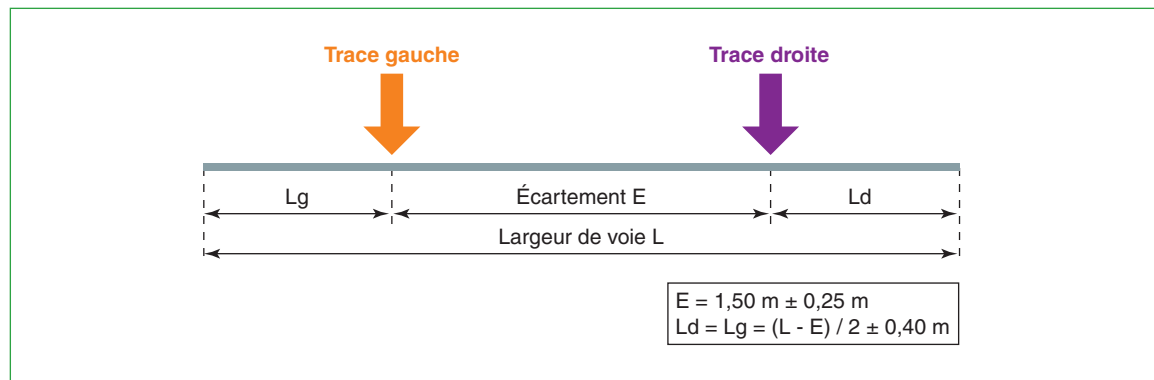 Trace gauche
Trace droite
Lg
Écartement E
Ld
Largeur de voie L
E = 1,50 m ± 0,25 m
Ld = Lg = (L - E) / 2 ± 0,40 m